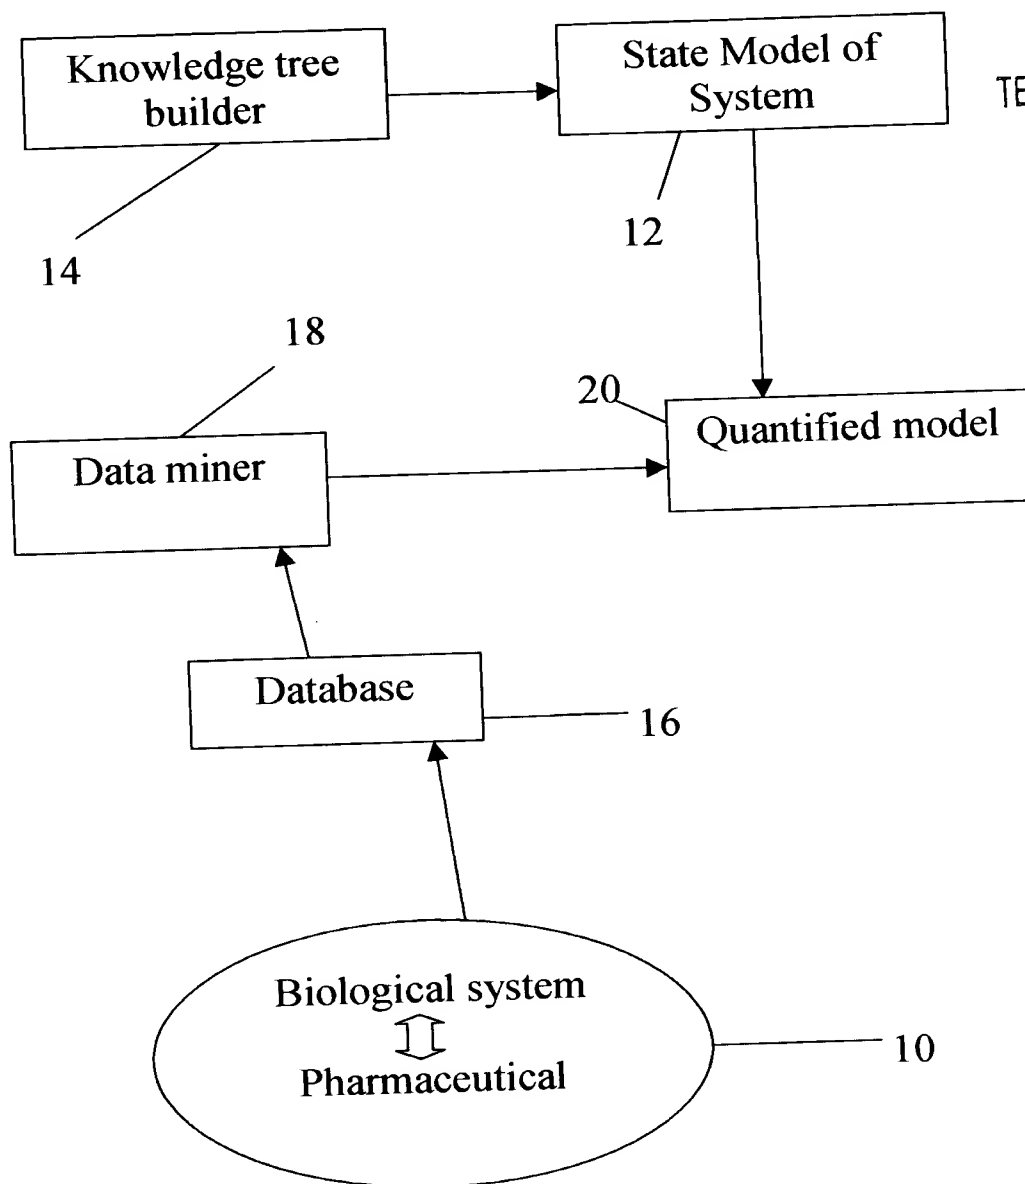 Knowledge tree
builder
State Model of
System
TE
12
14
18
20
Quantified model
Data miner
Database
16
Biological system
Pharmaceutical
10